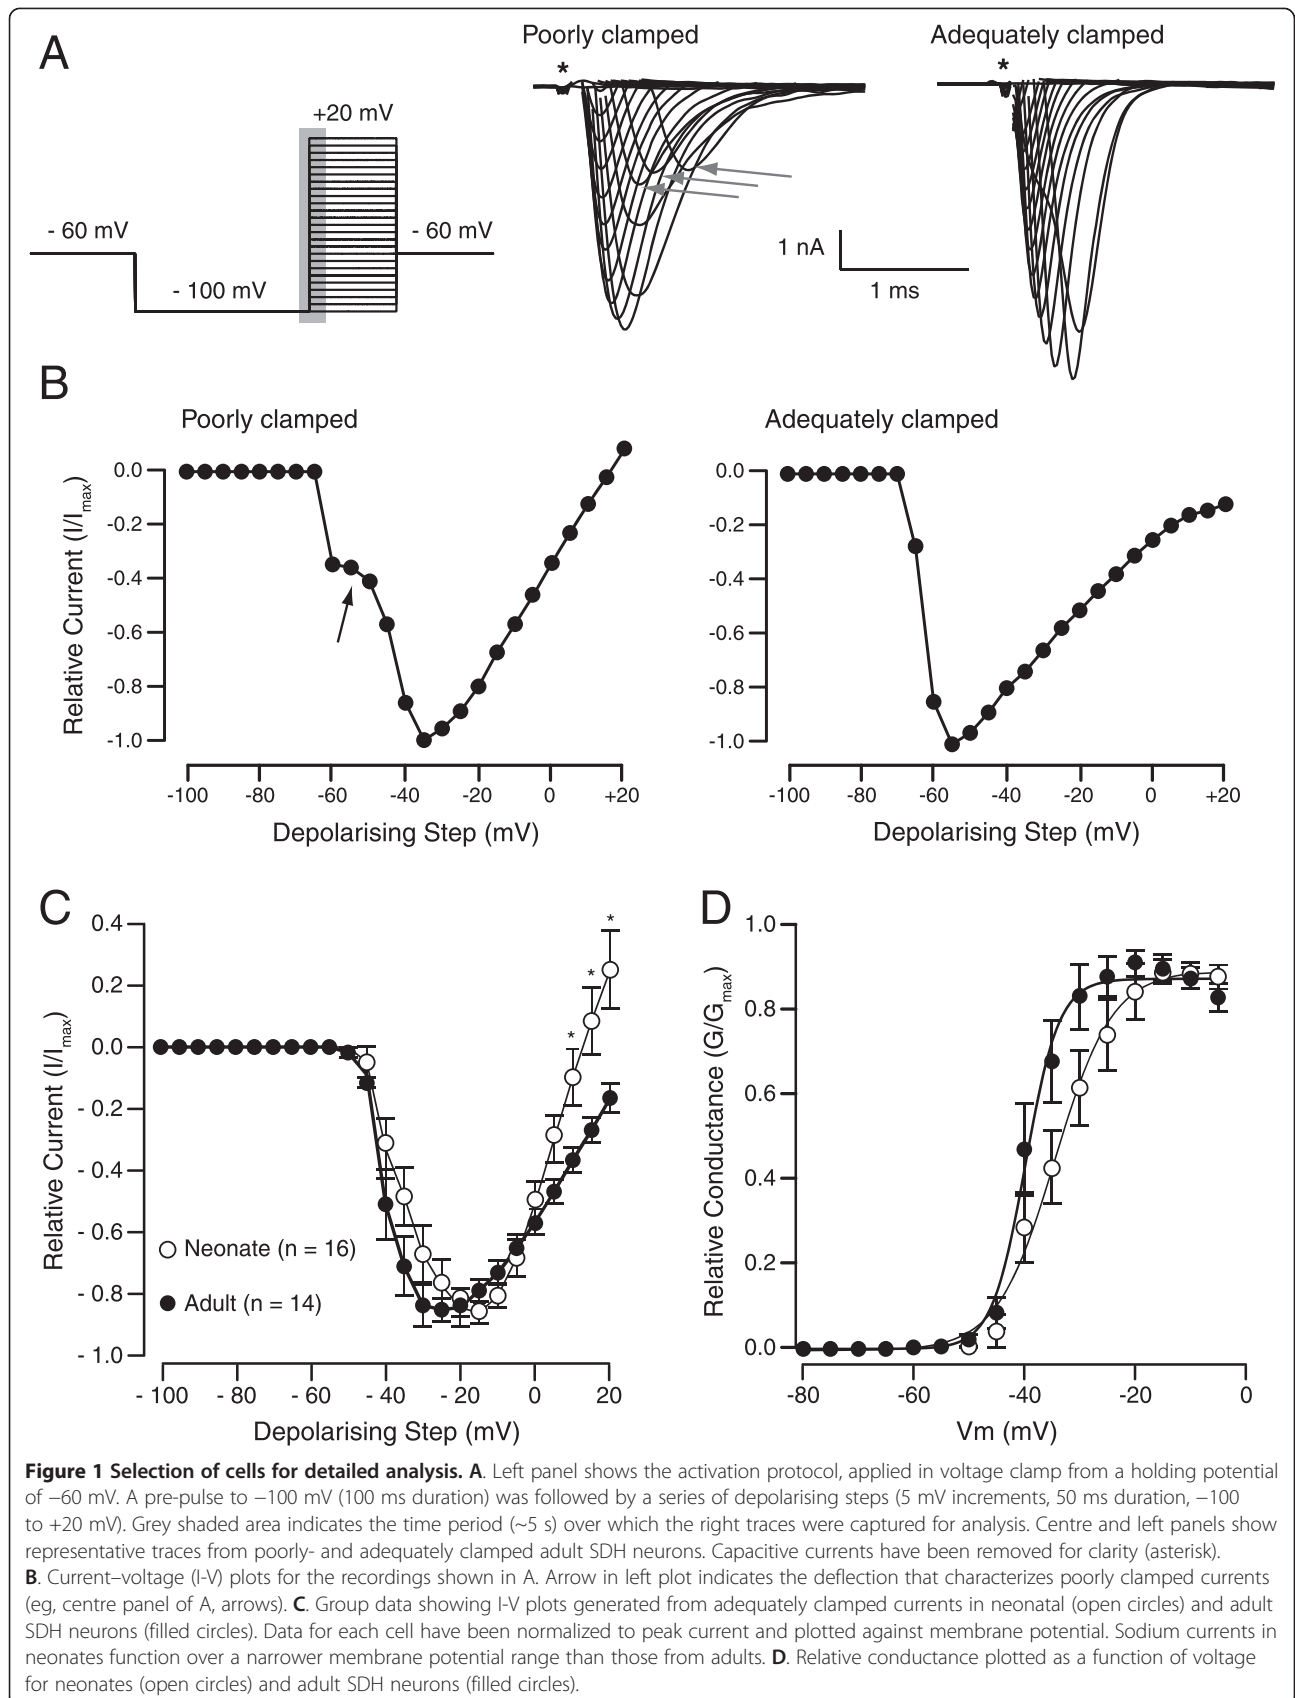 A
Poorly clamped
Adequately clamped
*
*
+20 mV
- 60 mV
- 60 mV
- 100 mV
1 nA
1 ms
B
Poorly clamped
Adequately clamped
Relative Current (I/Imax)
0.0
-0.2
-0.4
-0.6
-0.8
-1.0
-100 -80 -60 -40 -20 0 +20
Depolarising Step (mV)
0.0
-0.2
-0.4
-0.6
-0.8
-1.0
-100 -80 -60 -40 -20 0 +20
Depolarising Step (mV)
C
Relative Current (I/Imax)
0.4
0.2
0.0
- 0.2
- 0.4
- 0.6
- 0.8
- 1.0
*
*
*
Neonate (n = 16)
Adult (n = 14)
- 100 - 80 - 60 - 40 - 20 0 20
Depolarising Step (mV)
D
Relative Conductance (G/Gmax)
1.0
0.8
0.6
0.4
0.2
0.0
-80 -60 -40 -20 0
Vm (mV)
Figure 1 Selection of cells for detailed analysis. A. Left panel shows the activation protocol, applied in voltage clamp from a holding potential
of −60 mV. A pre-pulse to −100 mV (100 ms duration) was followed by a series of depolarising steps (5 mV increments, 50 ms duration, −100
to +20 mV). Grey shaded area indicates the time period (~5 s) over which the right traces were captured for analysis. Centre and left panels show
representative traces from poorly- and adequately clamped adult SDH neurons. Capacitive currents have been removed for clarity (asterisk).
B. Current–voltage (I-V) plots for the recordings shown in A. Arrow in left plot indicates the deflection that characterizes poorly clamped currents
(eg, centre panel of A, arrows). C. Group data showing I-V plots generated from adequately clamped currents in neonatal (open circles) and adult
SDH neurons (filled circles). Data for each cell have been normalized to peak current and plotted against membrane potential. Sodium currents in
neonates function over a narrower membrane potential range than those from adults. D. Relative conductance plotted as a function of voltage
for neonates (open circles) and adult SDH neurons (filled circles).